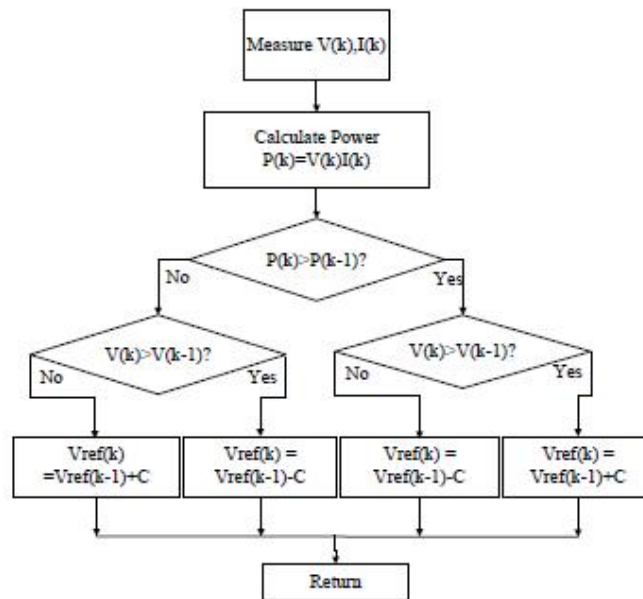 Measure V(k),I(k)
Calculate Power
P(k)=V(k)I(k)
P(k)>P(k-1)?
No
Yes
V(k)>V(k-1)?
No
Yes
V(k)>V(k-1)?
No
Yes
Vref(k)
=Vref(k-1)+C
Vref(k) =
Vref(k-1)-C
Vref(k) =
Vref(k-1)-C
Vref(k) =
Vref(k-1)+C
Return